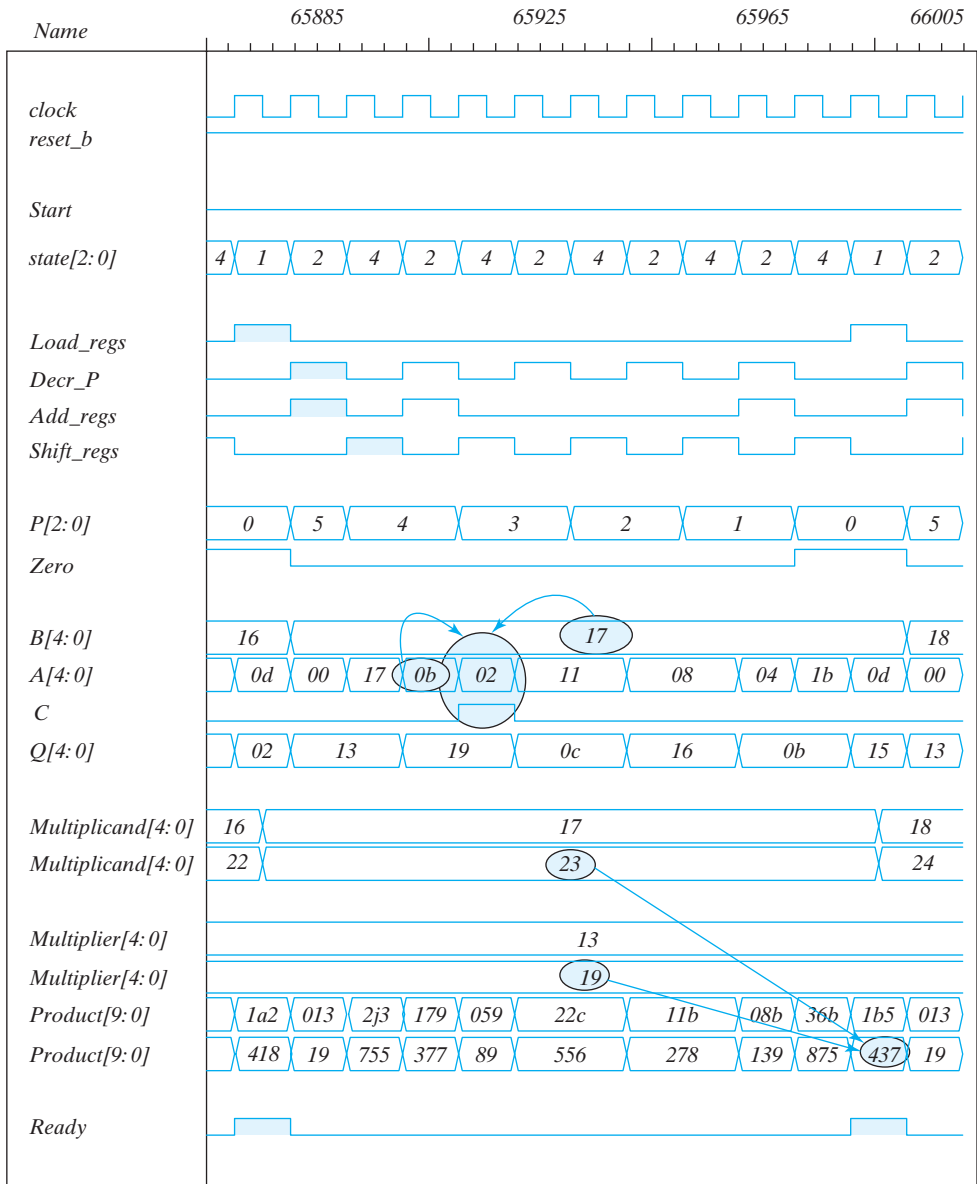 Name 65885 65925 65965 66005
clock
reset_b
Start
state[2:0] 4 1 2 4 2 4 2 4 2 4 2 4 1 2
Load_regs
Decr_P
Add_regs
Shift_regs
P[2:0] 0 5 4 3 2 1 0 5
Zero
B[4:0] 16 17 18
A[4:0] 0d 00 17 0b 02 11 08 04 1b 0d 00
C
Q[4:0] 02 13 19 0c 16 0b 15 13
Multiplicand[4:0] 16 17 18
Multiplicand[4:0] 22 23 24
Multiplier[4:0] 13
Multiplier[4:0] 19
Product[9:0] 1a2 013 2j3 179 059 22c 11b 08b 36b 1b5 013
Product[9:0] 418 19 755 377 89 556 278 139 875 437 19
Ready